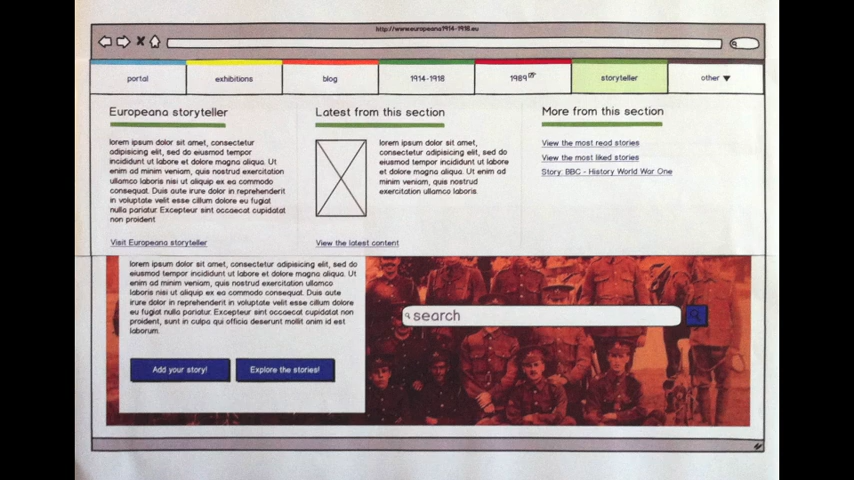 http://www.europeana1914-1918.eu
portal
exhibitions
blog
1914-1918
1989
storyteller
other ▼
Europeana storyteller
lorem ipsum dolor sit amet, consectetur
adipisicing elit, sed do eiusmod tempor
incididunt ut labore et dolore magna aliqua. Ut
enim ad minim veniam, quis nostrud exercitation
ullamco laboris nisi ut aliquip ex ea commodo
consequat. Duis aute irure dolor in reprehenderit
in voluptate velit esse cillum dolore eu fugiat
nulla pariatur. Excepteur sint occaecat cupidatat
non proident
Visit Europeana storyteller
Latest from this section
lorem ipsum dolor sit amet,
consectetur adipisicing elit, sed
do eiusmod tempor incididunt ut
labore et dolore magna aliqua.
Ut enim ad minim veniam, quis
nostrud exercitation ullamco laboris.
View the latest content
More from this section
View the most read stories
View the most liked stories
Story: BBC - History World War One
lorem ipsum dolor sit amet, consectetur adipisicing elit, sed do
eiusmod tempor incididunt ut labore et dolore magna aliqua. Ut
enim ad minim veniam, quis nostrud exercitation ullamco laboris
nisi ut aliquip ex ea commodo consequat. Duis aute
irure dolor in reprehenderit in voluptate velit esse cillum dolore
eu fugiat nulla pariatur. Excepteur sint occaecat cupidatat non
proident, sunt in culpa qui officia deserunt mollit anim id est
laborum.
Add your story!
Explore the stories!
search